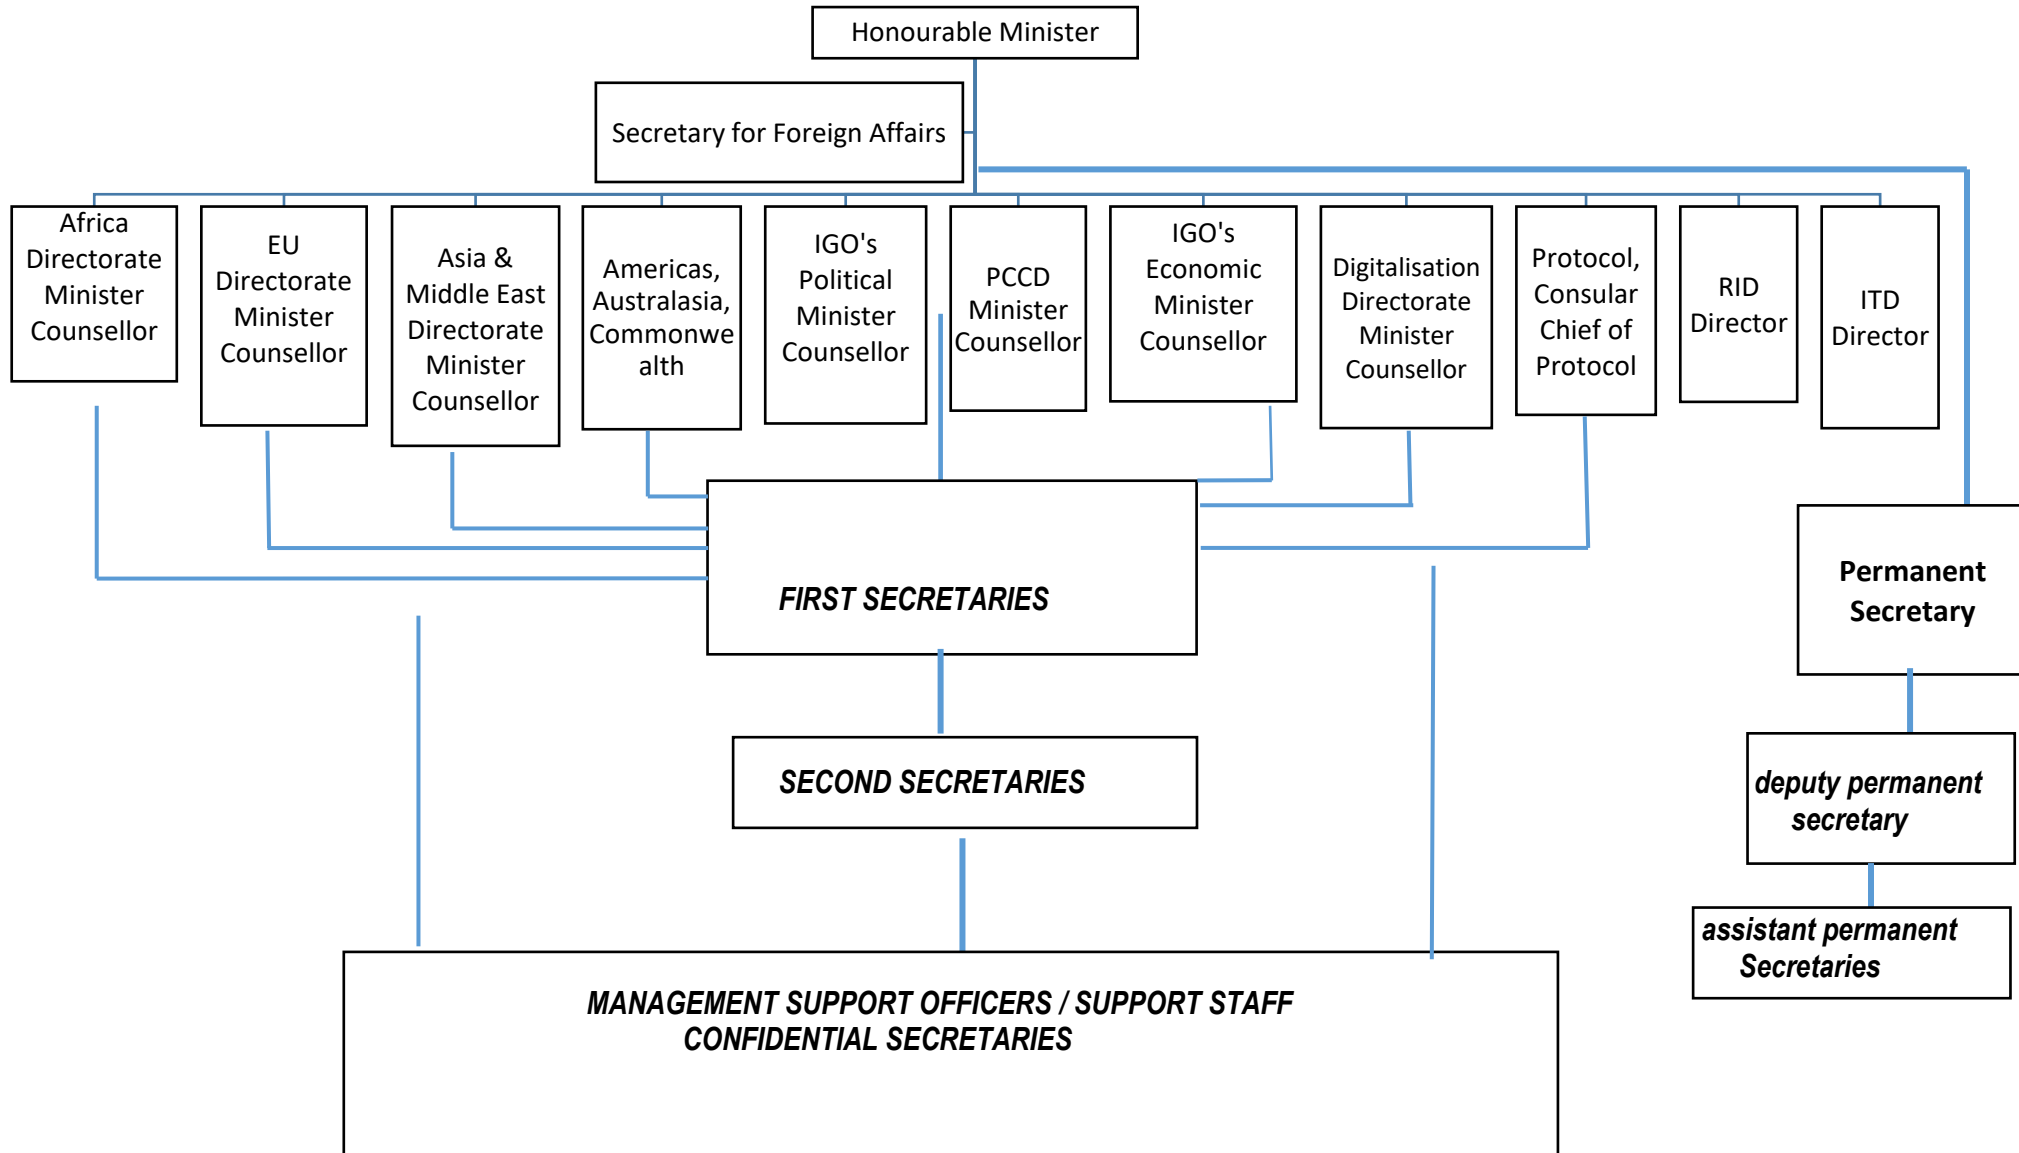 Honourable Minister
Secretary for Foreign Affairs
Africa
Directorate
Minister
Counsellor
EU
Directorate
Minister
Counsellor
Asia &
Middle East
Directorate
Minister
Counsellor
Americas,
Australasia,
Commonwe
alth
IGO's
Political
Minister
Counsellor
PCCD
Minister
Counsellor
IGO's
Economic
Minister
Counsellor
Digitalisation
Directorate
Minister
Counsellor
Protocol,
Consular
Chief of
Protocol
RID
Director
ITD
Director
FIRST SECRETARIES
Permanent
Secretary
SECOND SECRETARIES
deputy permanent
secretary
assistant permanent
Secretaries
MANAGEMENT SUPPORT OFFICERS / SUPPORT STAFF
CONFIDENTIAL SECRETARIES